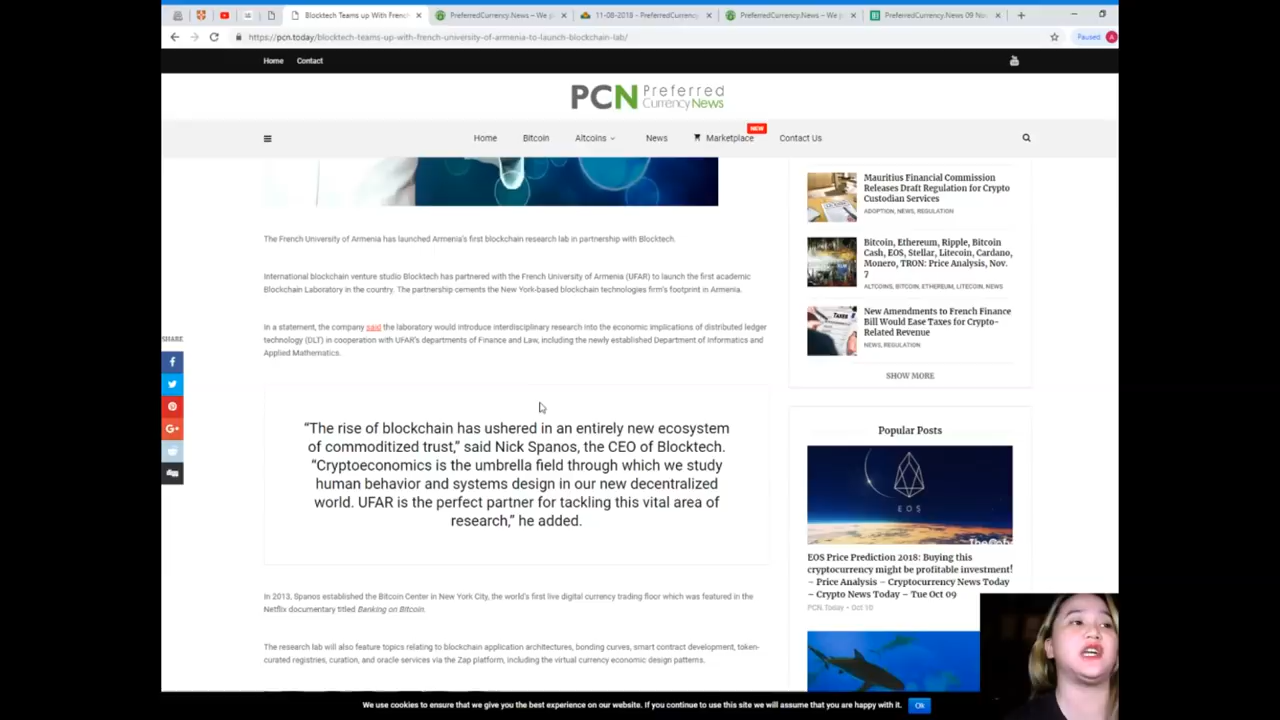 Blocktech Teams up With Frenc
PreferredCurrency.News – We p
11-08-2018 – PreferredCurrency
PreferredCurrency.News – We p
PreferredCurrency.News 09 Nov
https://pcn.today/blocktech-teams-up-with-french-university-of-armenia-to-launch-blockchain-lab/
Paused
A
Home
Contact
PCN Preferred
Currency News
Home
Bitcoin
Altcoins
News
Marketplace
NEW
Contact Us
The French University of Armenia has launched Armenia's first blockchain research lab in partnership with Blocktech.
International blockchain venture studio Blocktech has partnered with the French University of Armenia (UFAR) to launch the first academic
Blockchain Laboratory in the country. The partnership cements the New York-based blockchain technologies firm's footprint in Armenia.
In a statement, the company said the laboratory would introduce interdisciplinary research into the economic implications of distributed ledger
technology (DLT) in cooperation with UFAR's departments of Finance and Law, including the newly established Department of Informatics and
Applied Mathematics.
SHARE
“The rise of blockchain has ushered in an entirely new ecosystem
of commoditized trust,” said Nick Spanos, the CEO of Blocktech.
“Cryptoeconomics is the umbrella field through which we study
human behavior and systems design in our new decentralized
world. UFAR is the perfect partner for tackling this vital area of
research,” he added.
In 2013, Spanos established the Bitcoin Center in New York City, the world's first live digital currency trading floor which was featured in the
Netflix documentary titled Banking on Bitcoin.
The research lab will also feature topics relating to blockchain application architectures, bonding curves, smart contract development, token-
curated registries, curation, and oracle services via the Zap platform, including the virtual currency economic design patterns.
Mauritius Financial Commission
Releases Draft Regulation for Crypto
Custodian Services
ADOPTION, NEWS, REGULATION
Bitcoin, Ethereum, Ripple, Bitcoin
Cash, EOS, Stellar, Litecoin, Cardano,
Monero, TRON: Price Analysis, Nov.
7
ALTCOINS, BITCOIN, ETHEREUM, LITECOIN, NEWS
TAXES
New Amendments to French Finance
Bill Would Ease Taxes for Crypto-
Related Revenue
NEWS, REGULATION
SHOW MORE
Popular Posts
EOS
EOS Price Prediction 2018: Buying this
cryptocurrency might be profitable investment!
– Price Analysis – Cryptocurrency News Today
– Crypto News Today – Tue Oct 09
PCN.Today • Oct 10
We use cookies to ensure that we give you the best experience on our website. If you continue to use this site we will assume that you are happy with it.
Ok